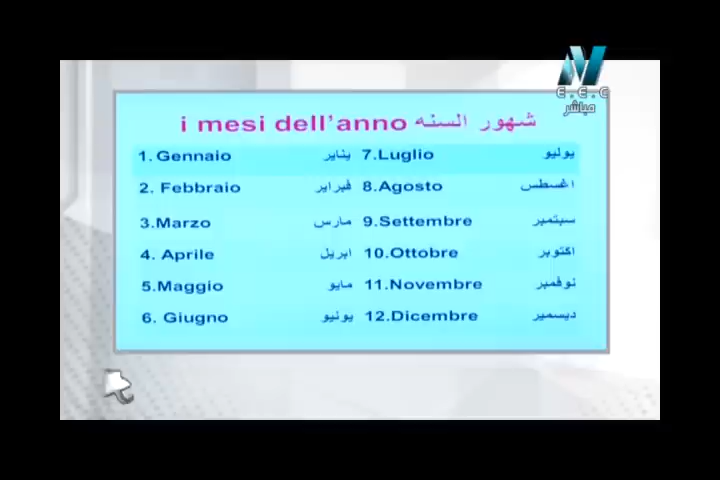 E.E.C
مباشر
i mesi dell'anno شهور السنه
1. Gennaio يناير 7.Luglio يوليو
2. Febbraio فبراير 8.Agosto اغسطس
3.Marzo مارس 9.Settembre سبتمبر
4. Aprile ابريل 10.Ottobre اكتوبر
5.Maggio مايو 11.Novembre نوفمبر
6. Giugno يونيو 12.Dicembre ديسمبر